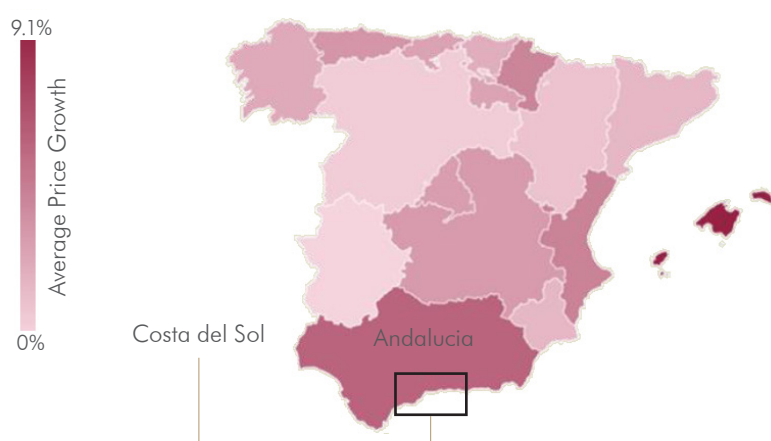 9.1%
Average Price Growth
0%
Costa del Sol
Andalucia